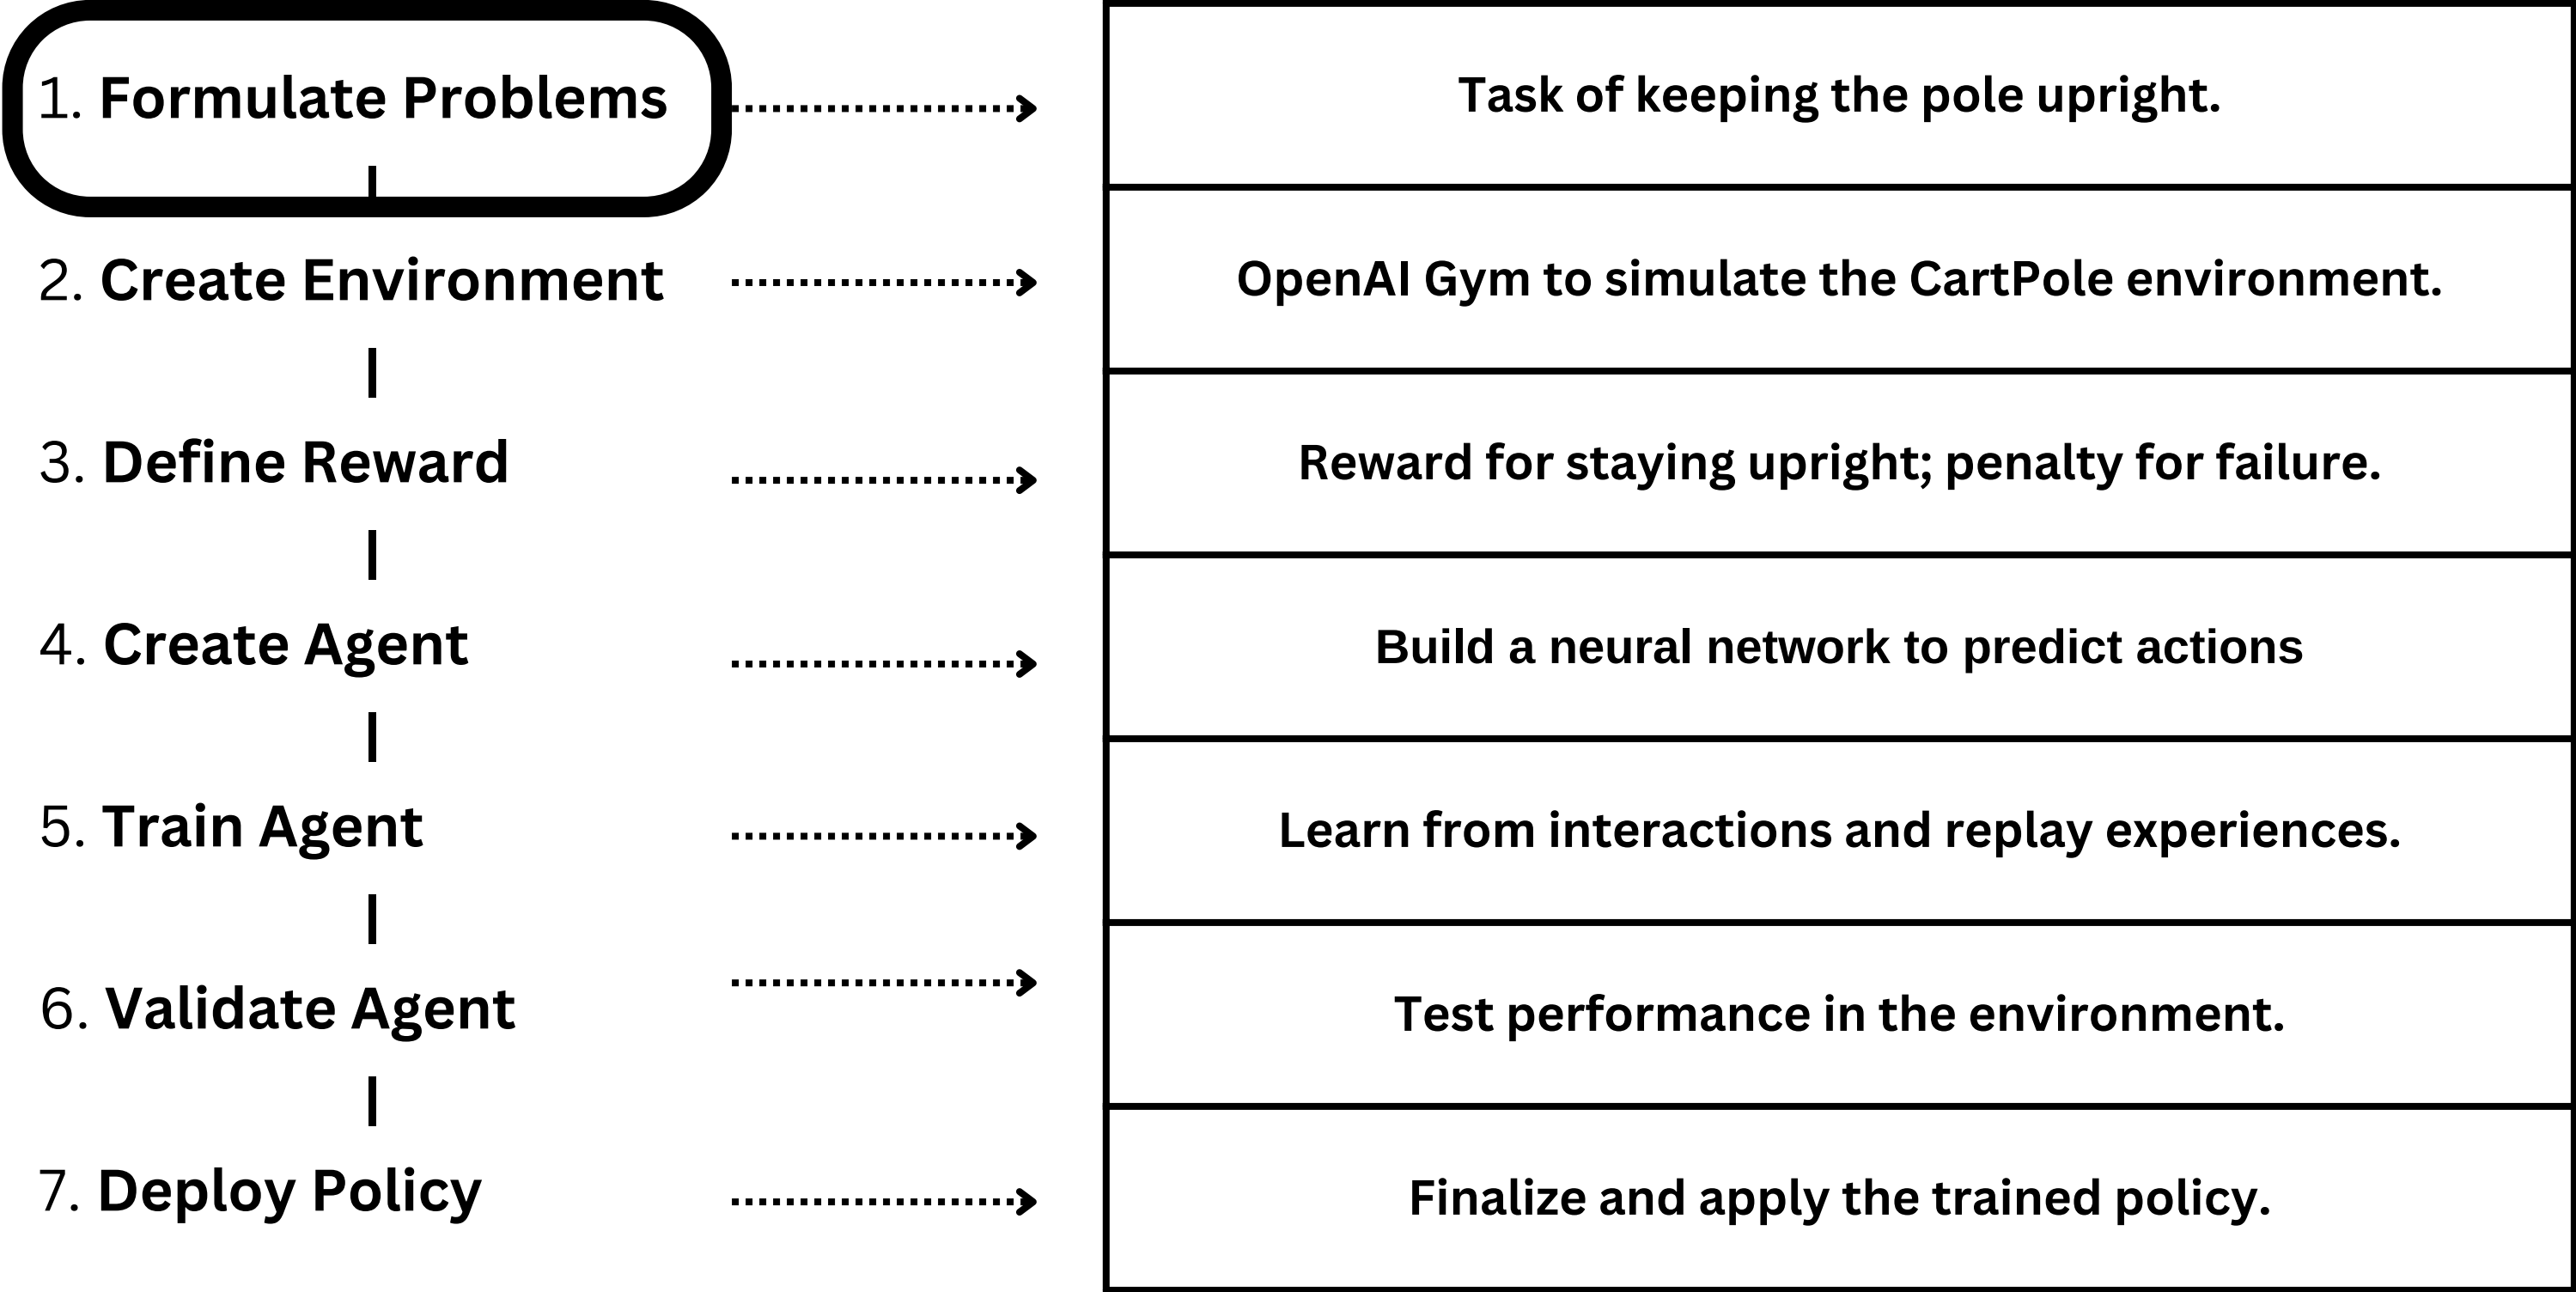 1. Formulate Problems
Task of keeping the pole upright.
2. Create Environment
OpenAI Gym to simulate the CartPole environment.
3. Define Reward
Reward for staying upright; penalty for failure.
4. Create Agent
Build a neural network to predict actions
5. Train Agent
Learn from interactions and replay experiences.
6. Validate Agent
Test performance in the environment.
7. Deploy Policy
Finalize and apply the trained policy.